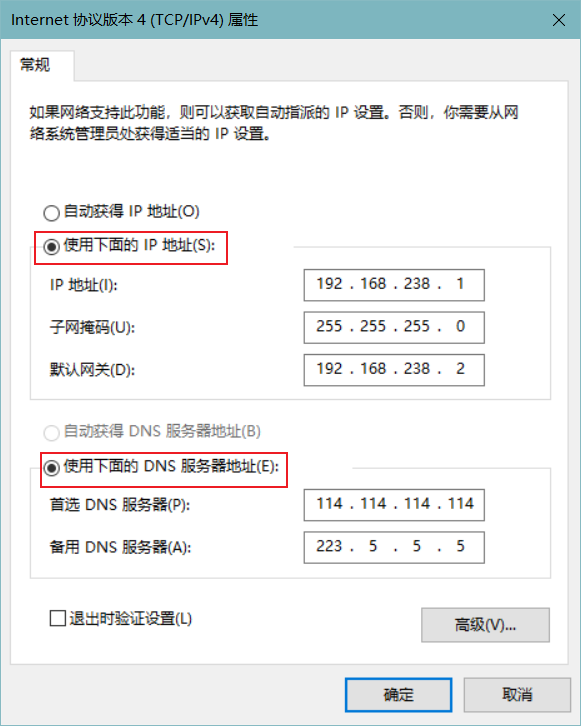 Internet 协议版本 4 (TCP/IPv4) 属性
常规
如果网络支持此功能，则可以获取自动指派的 IP 设置。否则，你需要从网
络系统管理员处获得适当的 IP 设置。
自动获得 IP 地址(O)
使用下面的 IP 地址(S):
IP 地址(I): 192 . 168 . 238 . 1
子网掩码(U): 255 . 255 . 255 . 0
默认网关(D): 192 . 168 . 238 . 2
自动获得 DNS 服务器地址(B)
使用下面的 DNS 服务器地址(E):
首选 DNS 服务器(P): 114 . 114 . 114 . 114
备用 DNS 服务器(A): 223 . 5 . 5 . 5
退出时验证设置(L)
高级(V)...
确定 取消